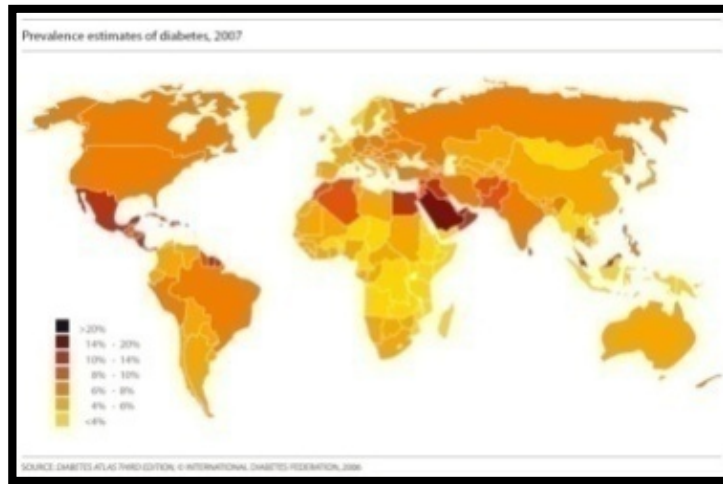 Prevalence estimates of diabetes, 2007
>20%
14% - 20%
10% - 14%
8% - 10%
6% - 8%
4% - 6%
<4%
SOURCE: DIABETES ATLAS THIRD EDITION, © INTERNATIONAL DIABETES FEDERATION, 2006